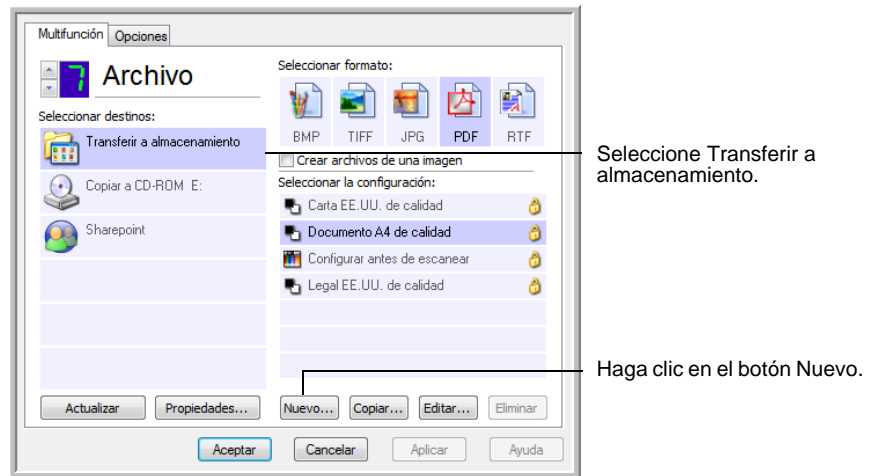 Multifunción Opciones
7 Archivo
Seleccionar destinos:
Transferir a almacenamiento
Copiar a CD-ROM E:
Sharepoint
Actualizar Propiedades...
Seleccionar formato:
BMP TIFF JPG PDF RTF
Crear archivos de una imagen
Seleccionar la configuración:
Carta EE.UU. de calidad
Documento A4 de calidad
Configurar antes de escanear
Legal EE.UU. de calidad
Nuevo... Copiar... Editar... Eliminar
Aceptar Cancelar Aplicar Ayuda
Seleccione Transferir a
almacenamiento.
Haga clic en el botón Nuevo.